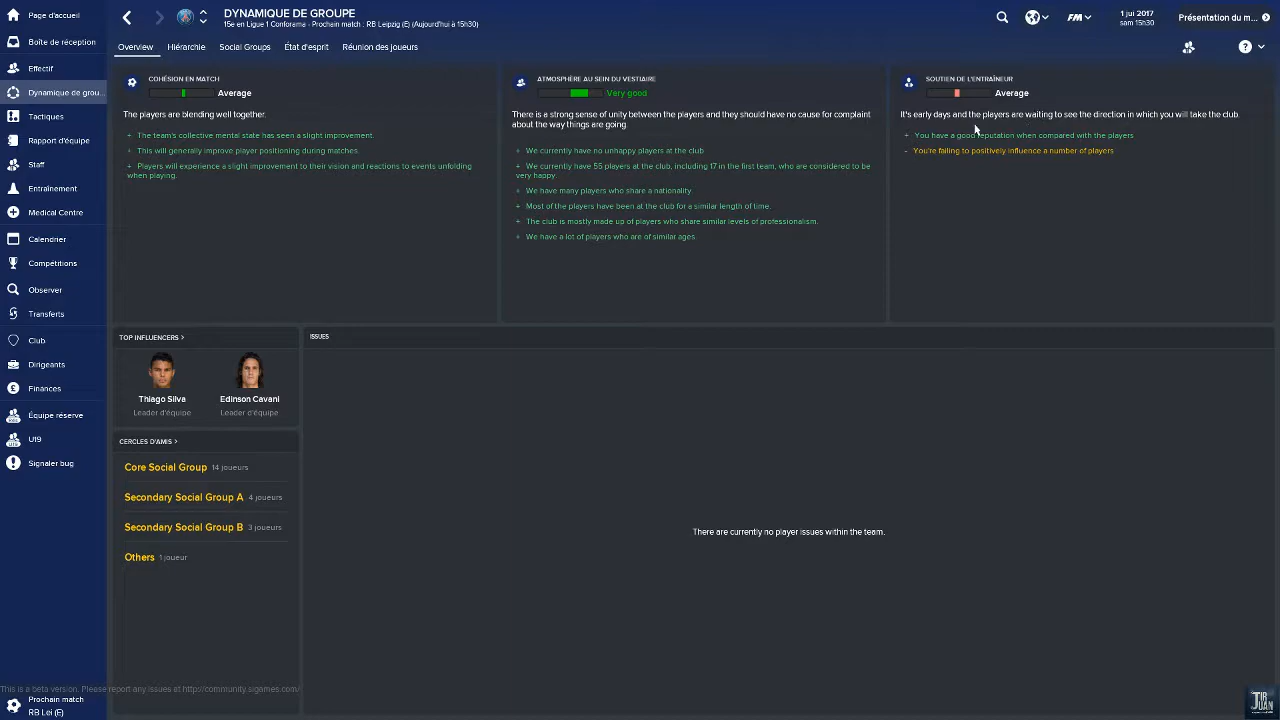 Page d'accueil
Boîte de réception
Effectif
Dynamique de grou...
Tactiques
Rapport d'équipe
Staff
Entraînement
Medical Centre
Calendrier
Compétitions
Observer
Transferts
Club
Dirigeants
Finances
Équipe réserve
U19
Signaler bug
Prochain match
RB Lei (E)
DYNAMIQUE DE GROUPE
15e en Ligue 1 Conforama - Prochain match : RB Leipzig (E) (Aujourd'hui à 15h30)
FM
1 jui 2017
sam 15h30
Présentation du m...
Overview
Hiérarchie
Social Groups
État d'esprit
Réunion des joueurs
?
COHÉSION EN MATCH
Average
The players are blending well together.
+ The team's collective mental state has seen a slight improvement.
+ This will generally improve player positioning during matches.
+ Players will experience a slight improvement to their vision and reactions to events unfolding
when playing.
ATMOSPHÈRE AU SEIN DU VESTIAIRE
Very good
There is a strong sense of unity between the players and they should have no cause for complaint
about the way things are going.
+ We currently have no unhappy players at the club
+ We currently have 55 players at the club, including 17 in the first team, who are considered to be
very happy.
+ We have many players who share a nationality.
+ Most of the players have been at the club for a similar length of time.
+ The club is mostly made up of players who share similar levels of professionalism.
+ We have a lot of players who are of similar ages.
SOUTIEN DE L'ENTRAÎNEUR
Average
It's early days and the players are waiting to see the direction in which you will take the club.
+ You have a good reputation when compared with the players
- You're failing to positively influence a number of players
TOP INFLUENCERS >
Thiago Silva
Leader d'équipe
Edinson Cavani
Leader d'équipe
CERCLES D'AMIS >
Core Social Group 14 joueurs
Secondary Social Group A 4 joueurs
Secondary Social Group B 3 joueurs
Others 1 joueur
ISSUES
There are currently no player issues within the team.
This is a beta version. Please report any issues at http://community.sigames.com/